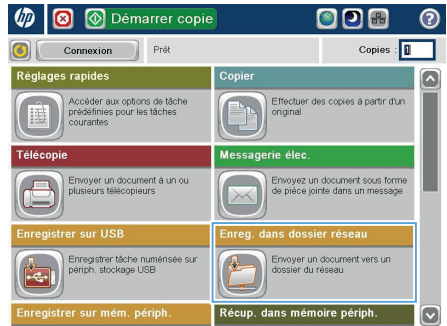 hp
Démarrer copie
?
Connexion
Prêt
Copies : 1
Réglages rapides
Accéder aux options de tâche
prédéfinies pour les tâches
courantes
Copier
Effectuer des copies à partir d'un
original
Télécopie
Envoyer un document à un ou
plusieurs télécopieurs
Messagerie élec.
Envoyez un document sous forme
de pièce jointe dans un message
Enregistrer sur USB
Enregistrer tâche numérisée sur
périph. stockage USB
Enreg. dans dossier réseau
Envoyer un document vers un
dossier du réseau
Enregistrer sur mém. périph.
Récup. dans mémoire périph.